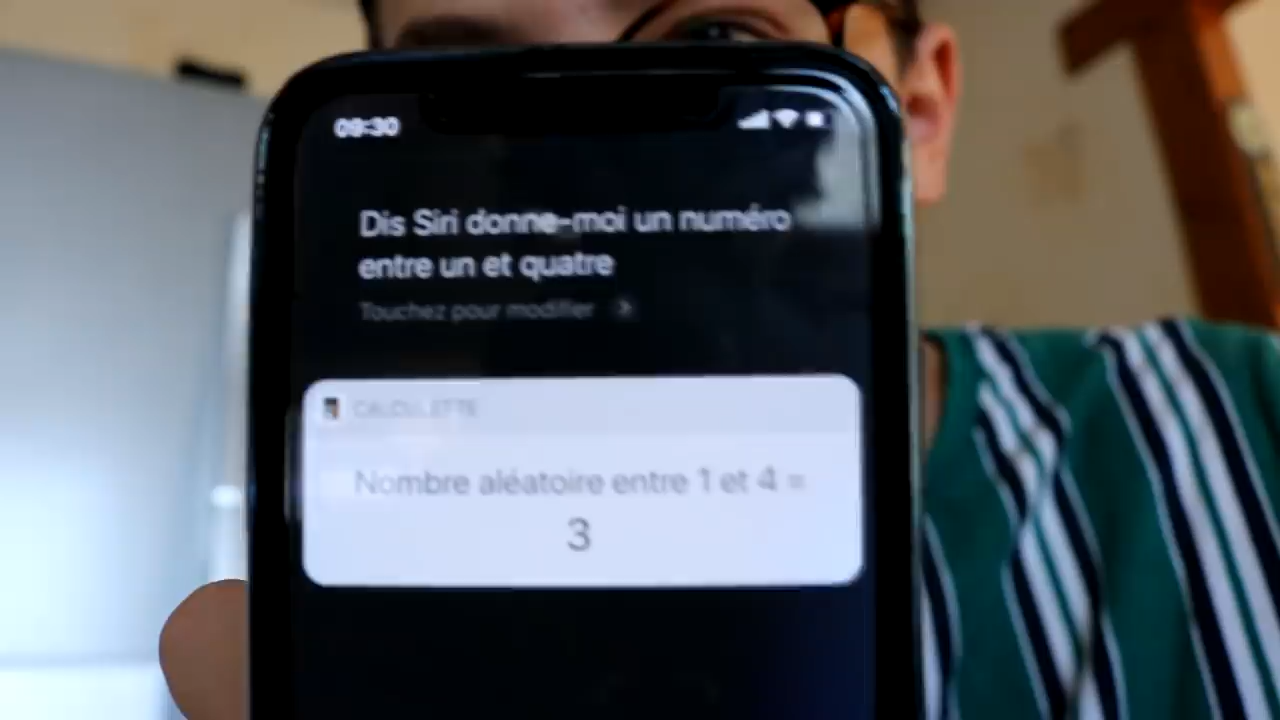 09:30
Dis Siri donne-moi un numéro
entre un et quatre
Touchez pour modifier
CALCULETTE
Nombre aléatoire entre 1 et 4 =
3